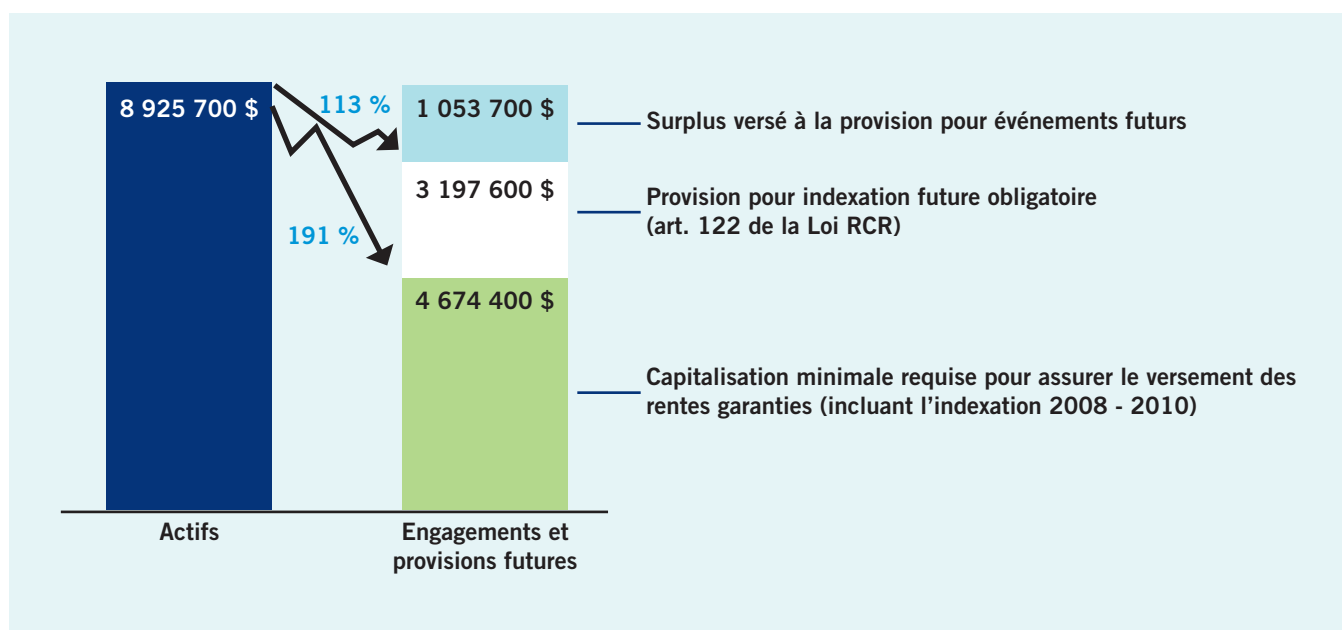 8 925 700 $
113 %
1 053 700 $
Surplus versé à la provision pour événements futurs
3 197 600 $
Provision pour indexation future obligatoire
(art. 122 de la Loi RCR)
191 %
4 674 400 $
Capitalisation minimale requise pour assurer le versement des
rentes garanties (incluant l’indexation 2008 - 2010)
Actifs
Engagements et
provisions futures